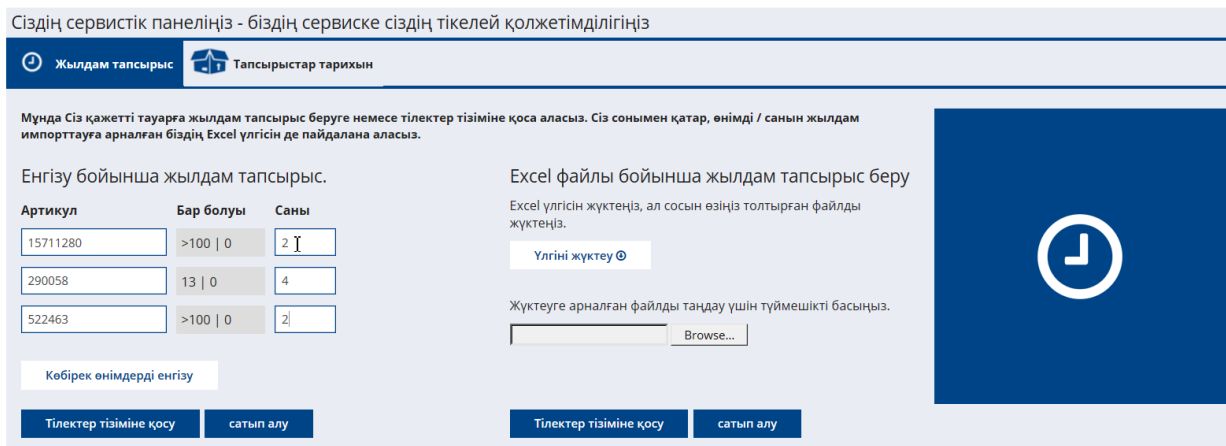 Сіздің сервистік панеліңіз - біздің сервиске сіздің тікелей қолжетімділігіңіз
Жылдам тапсырыс
Тапсырыстар тарихын
Мұнда Сіз қажетті тауарға жылдам тапсырыс беруге немесе тілектер тізіміне қоса аласыз. Сіз сонымен қатар, өнімді / санын жылдам
импорттауға арналған біздің Excel үлгісін де пайдалана аласыз.
Енгізу бойынша жылдам тапсырыс.
Артикул Бар болуы Саны
15711280 >100 | 0 2
290058 13 | 0 4
522463 >100 | 0 2
Көбірек өнімдерді енгізу
Тілектер тізіміне қосу сатып алу
Excel файлы бойынша жылдам тапсырыс беру
Excel үлгісін жүктеңіз, ал сосын өзіңіз толтырған файлды
жүктеңіз.
Үлгіні жүктеу
Жүктеуге арналған файлды таңдау үшін түймешікті басыңыз.
Browse...
Тілектер тізіміне қосу сатып алу